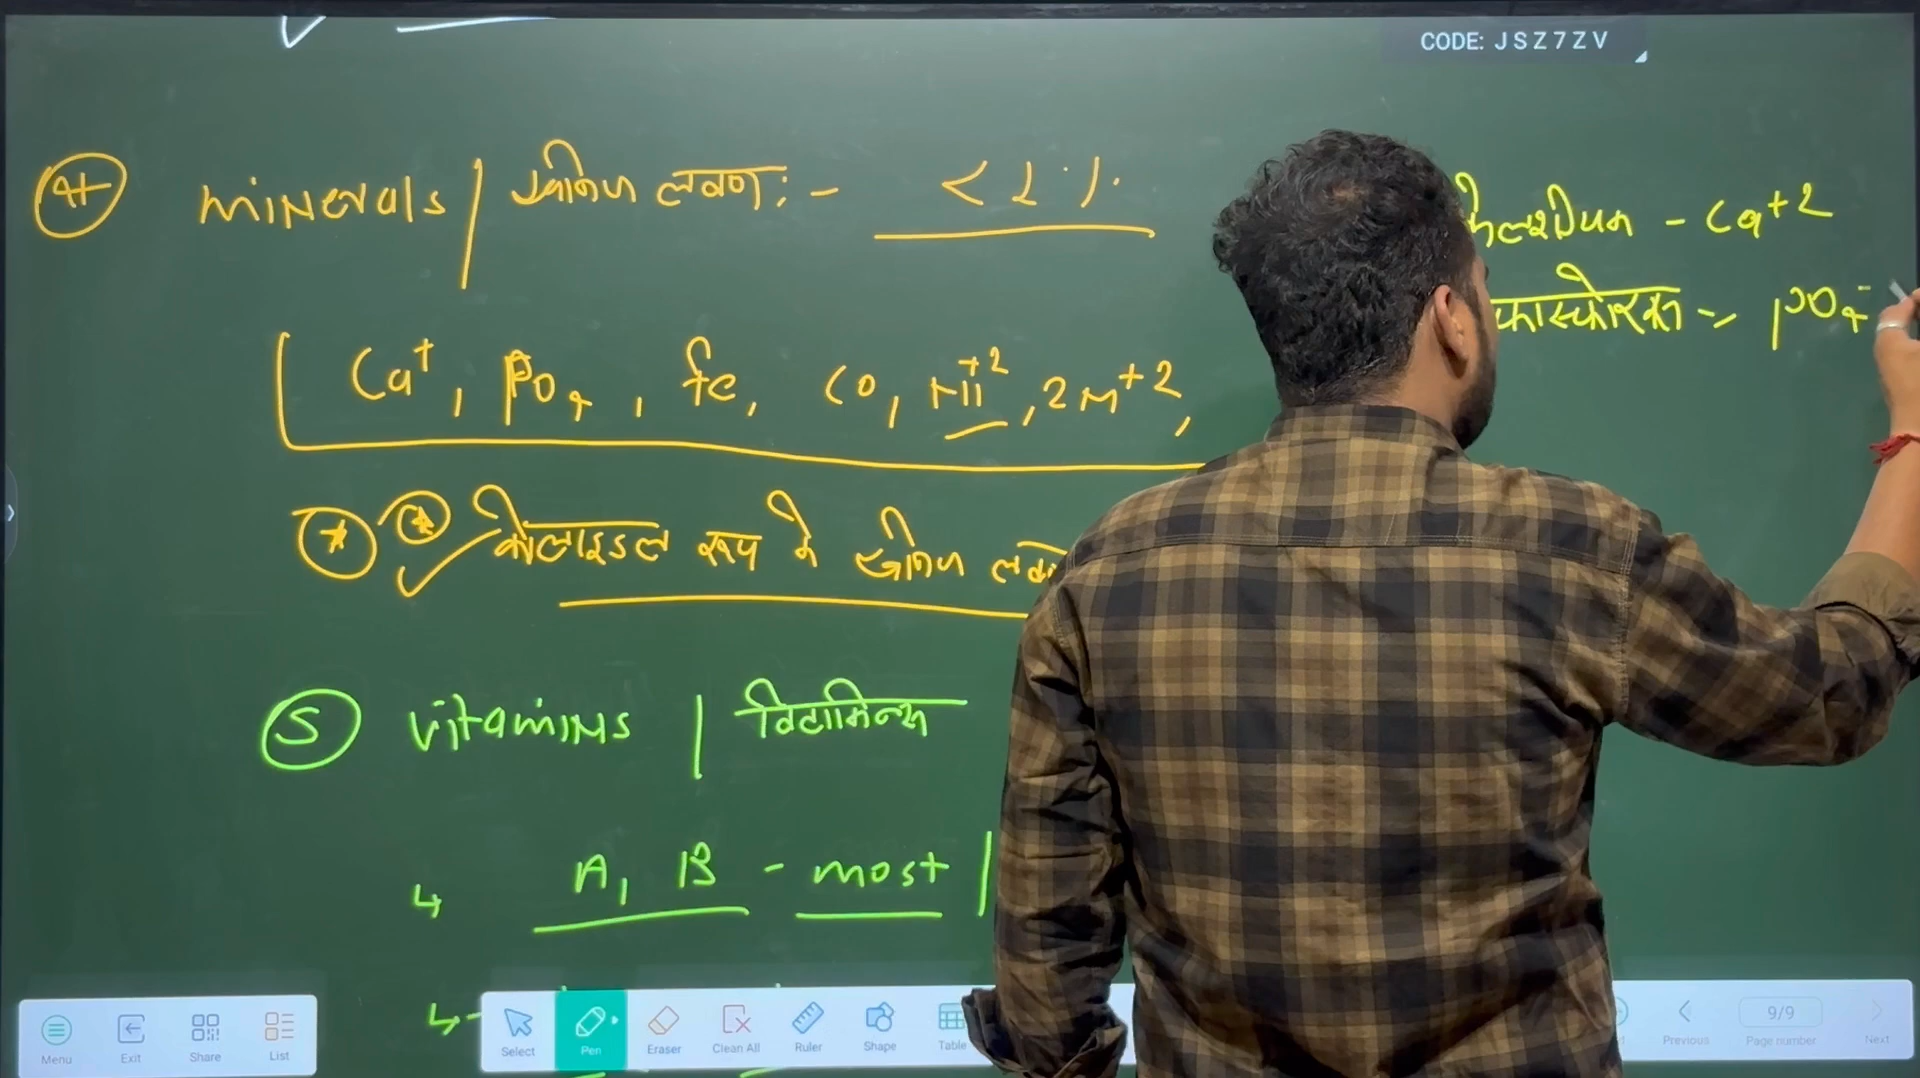 CODE: JSZ7ZV
4 minerals / खनिज लवण :- < 1%
Ca+, PO4, fe, CO, Mn+2, Zn+2,
कोलाइडल रूप में खनिज
5 vitamins | विटामिन्स
A, B - most |
कैल्शियम - Ca+2
फास्फोरस - PO4-
Menu Exit Share List
Select Pen Eraser Clean All Ruler Shape Table
Previous 9/9 Page number Next